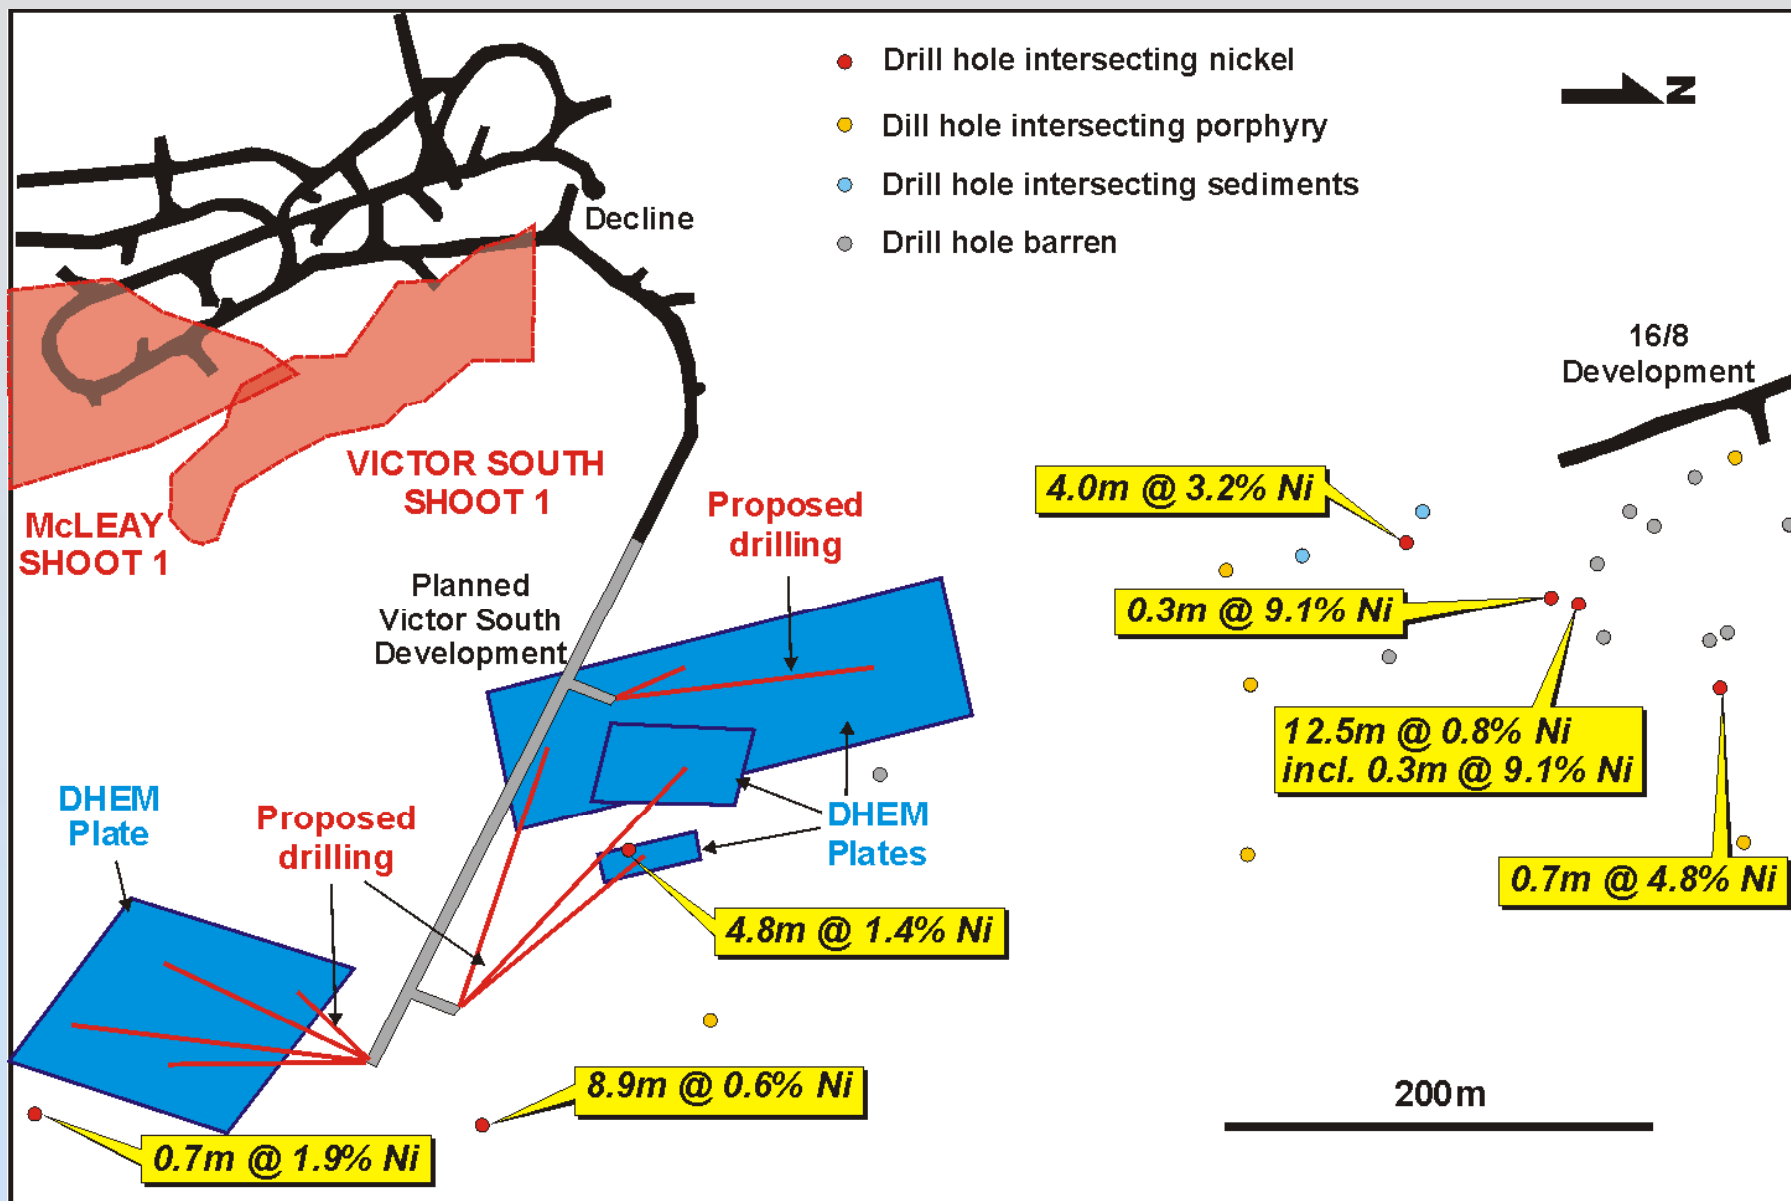 Drill hole intersecting nickel
Dill hole intersecting porphyry
Drill hole intersecting sediments
Drill hole barren
N
Decline
16/8
Development
McLEAY
SHOOT 1
VICTOR SOUTH
SHOOT 1
Proposed
drilling
4.0m @ 3.2% Ni
0.3m @ 9.1% Ni
12.5m @ 0.8% Ni
incl. 0.3m @ 9.1% Ni
0.7m @ 4.8% Ni
Planned
Victor South
Development
DHEM
Plate
Proposed
drilling
DHEM
Plates
4.8m @ 1.4% Ni
8.9m @ 0.6% Ni
0.7m @ 1.9% Ni
200m